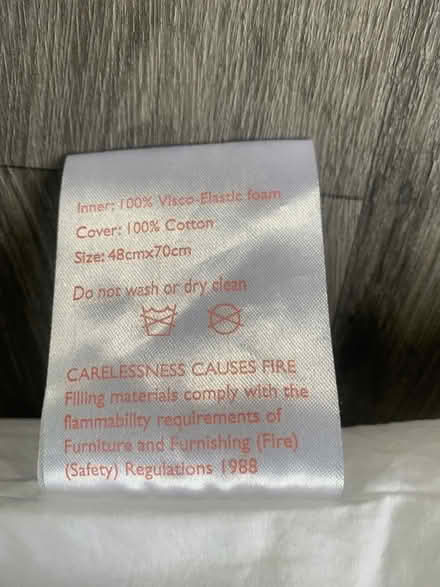 Inner: 100% Visco-Elastic foam
Cover: 100% Cotton
Size: 48cmx70cm
Do not wash or dry clean
CARELESSNESS CAUSES FIRE
Filling materials comply with the
flammability requirements of
Furniture and Furnishing (Fire)
(Safety) Regulations 1988